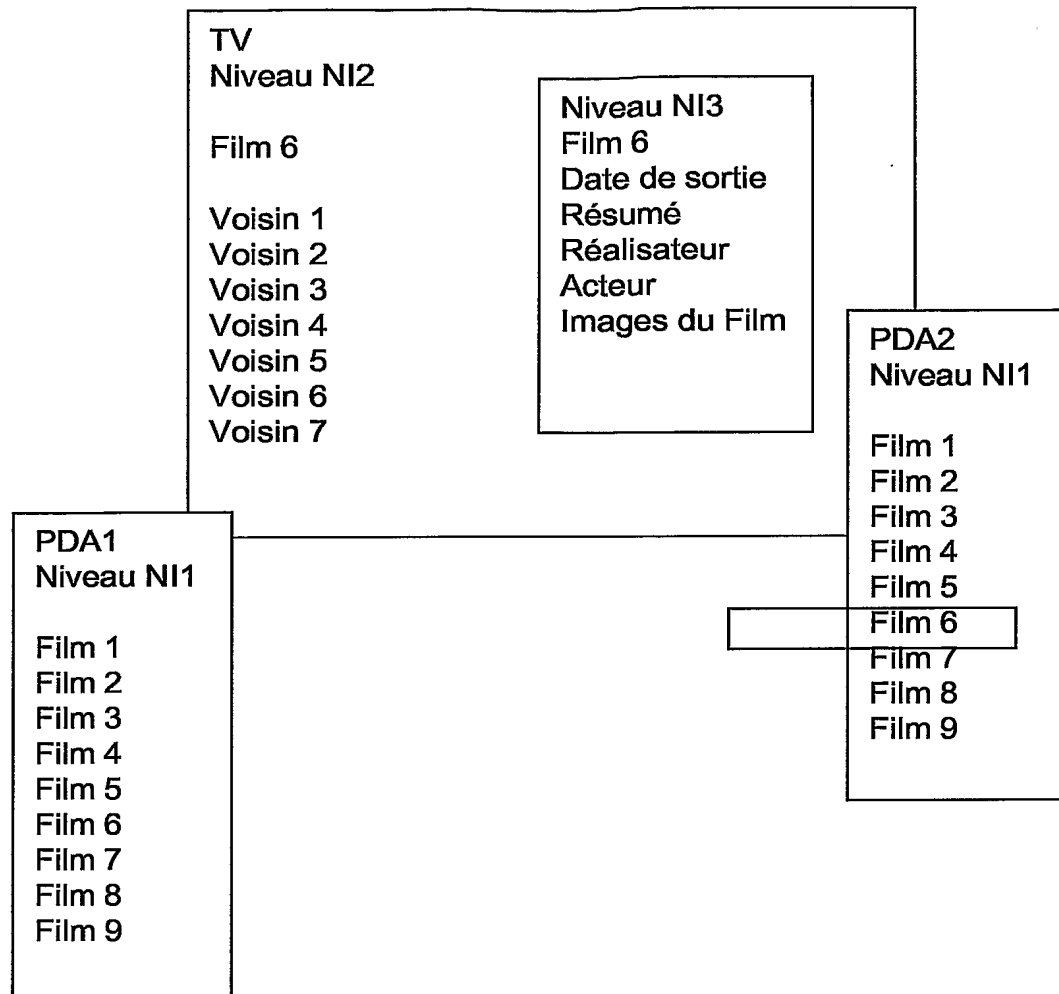 TV
Niveau NI2
Film 6
Voisin 1
Voisin 2
Voisin 3
Voisin 4
Voisin 5
Voisin 6
Voisin 7
Niveau NI3
Film 6
Date de sortie
Résumé
Réalisateur
Acteur
Images du Film
PDA2
Niveau NI1
Film 1
Film 2
Film 3
Film 4
Film 5
Film 6
Film 7
Film 8
Film 9
PDA1
Niveau NI1
Film 1
Film 2
Film 3
Film 4
Film 5
Film 6
Film 7
Film 8
Film 9